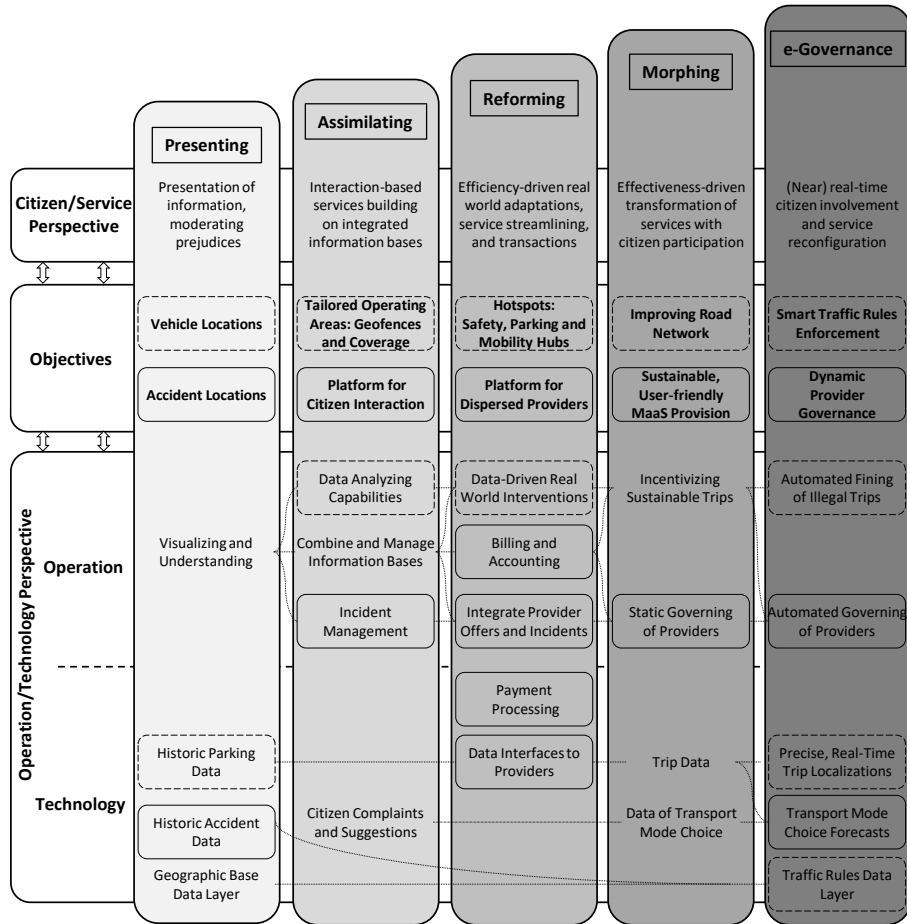 e-Governance
Morphing
Reforming
Assimilating
Presenting
Citizen/Service
Perspective
Presentation of
information,
moderating
prejudices
Interaction-based
services building
on integrated
information bases
Efficiency-driven real
world adaptations,
service streamlining,
and transactions
Effectiveness-driven
transformation of
services with
citizen participation
(Near) real-time
citizen involvement
and service
reconfiguration
Objectives
Vehicle Locations
Tailored Operating
Areas: Geofences
and Coverage
Hotspots:
Safety, Parking and
Mobility Hubs
Improving Road
Network
Smart Traffic Rules
Enforcement
Accident Locations
Platform for
Citizen Interaction
Platform for
Dispersed Providers
Sustainable,
User-friendly
MaaS Provision
Dynamic
Provider
Governance
Operation/Technology Perspective
Operation
Data Analyzing
Capabilities
Data-Driven Real
World Interventions
Incentivizing
Sustainable Trips
Automated Fining
of Illegal Trips
Visualizing and
Understanding
Combine and Manage
Information Bases
Billing and
Accounting
Incident
Management
Integrate Provider
Offers and Incidents
Static Governing
of Providers
Automated Governing
of Providers
Technology
Payment
Processing
Historic Parking
Data
Data Interfaces to
Providers
Trip Data
Precise, Real-Time
Trip Localizations
Historic Accident
Data
Citizen Complaints
and Suggestions
Data of Transport
Mode Choice
Transport Mode
Choice Forecasts
Geographic Base
Data Layer
Traffic Rules Data
Layer